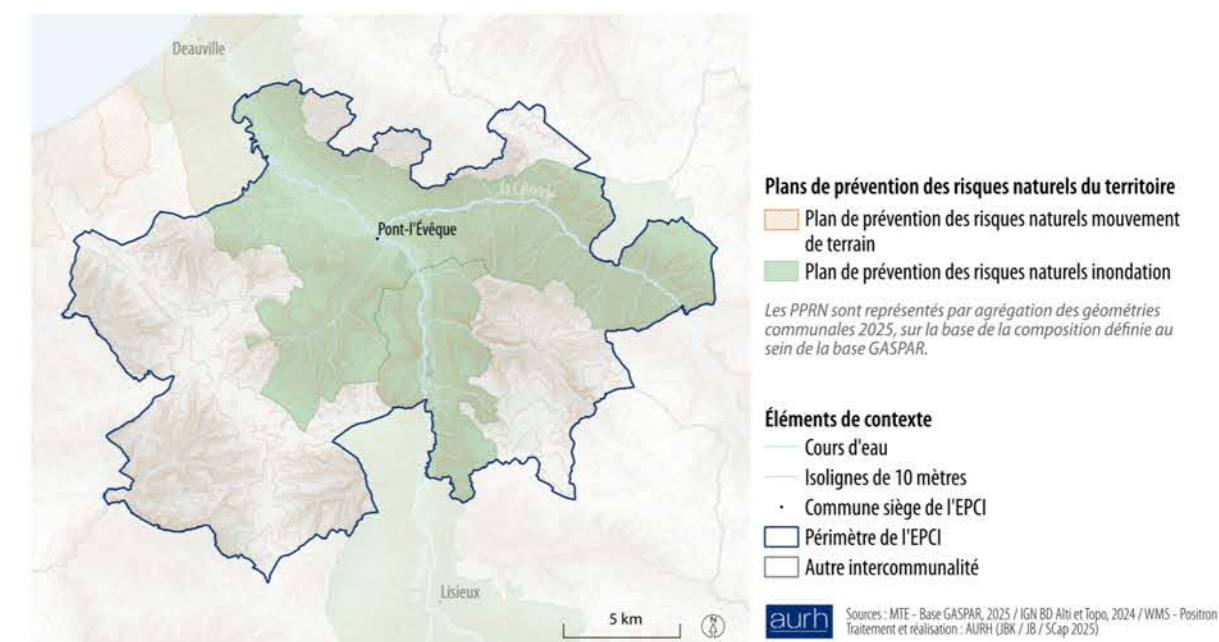 Deauville
la Calonne
Pont-l'Évêque
Lisieux
5 km
N
Plans de prévention des risques naturels du territoire
Plan de prévention des risques naturels mouvement
de terrain
Plan de prévention des risques naturels inondation
Les PPRN sont représentés par agrégation des géométries
communales 2025, sur la base de la composition définie au
sein de la base GASPAR.
Éléments de contexte
Cours d'eau
Isolignes de 10 mètres
Commune siège de l'EPCI
Périmètre de l'EPCI
Autre intercommunalité
aurh
Sources : MTE - Base GASPAR, 2025 / IGN BD Alti et Topo, 2024 / WMS - Positron
Traitement et réalisation : AURH (JBK / JB / SCap 2025)